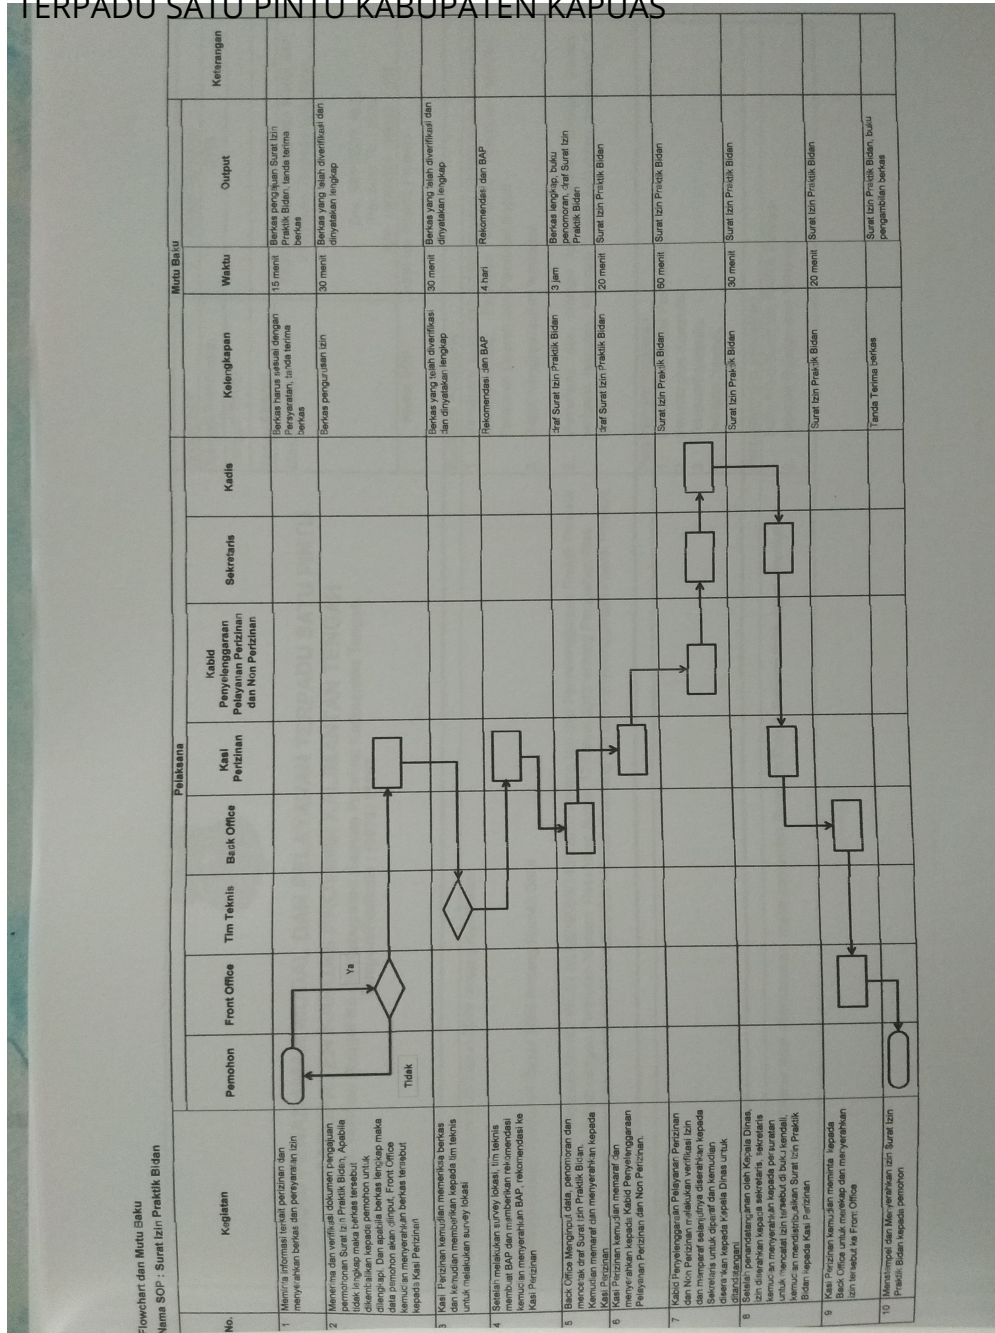 TERPADU SATU PINTU KABUPATEN KAPUAS
Flowchart dan Mutu Baku
Nama SOP : Surat Izin Praktik Bidan
No.
Kegiatan
Pelaksana
Pemohon
Front Office
Tim Teknis
Back Office
Kasi
Perizinan
Kabid
Penyelenggaraan
Pelayanan Perizinan
dan Non Perizinan
Sekretaris
Kadis
Mutu Baku
Kelengkapan
Waktu
Output
Keterangan
1
Meminta informasi terkait perizinan dan
menyerahkan berkas dan persyaratan izin
Berkas harus sesuai dengan
Persyaratan, tanda terima
berkas
15 menit
Berkas pengajuan Surat Izin
Praktik Bidan, tanda terima
berkas
2
Menerima dan verifikasi dokumen pengajuan
permohonan Surat Izin Praktik Bidan. Apabila
tidak lengkap maka berkas tersebut
dikembalikan kepada pemohon untuk
dilengkapi. Dan apabila berkas lengkap maka
data pemohon akan diinput, Front Office
kemudian menyerahkan berkas tersebut
kepada Kasi Perizinan
Ya
Tidak
Berkas pengurusan izin
30 menit
Berkas yang telah diverifikasi dan
dinyatakan lengkap
3
Kasi Perizinan kemudian memeriksa berkas
dan kemudian memberikan kepada tim teknis
untuk melakukan survey lokasi
Berkas yang telah diverifikasi
dan dinyatakan lengkap
30 menit
Berkas yang telah diverifikasi dan
dinyatakan lengkap
4
Setelah melakukan survey lokasi, tim teknis
membuat BAP dan memberikan rekomendasi
kemudian menyerahkan BAP, rekomendasi ke
Kasi Perizinan
Rekomendasi dan BAP
4 hari
Rekomendasi dan BAP
5
Back Office Menginput data, penomoran dan
mencetak draf Surat Izin Praktik Bidan.
Kemudian memaraf dan menyerahkan kepada
Kasi Perizinan
draf Surat Izin Praktik Bidan
3 jam
Berkas lengkap, buku
penomoran, draf Surat Izin
Praktik Bidan
6
Kasi Perizinan kemudian memaraf dan
menyerahkan kepada Kabid Penyelenggaraan
Pelayanan Perizinan dan Non Perizinan.
draf Surat Izin Praktik Bidan
20 menit
Surat Izin Praktik Bidan
7
Kabid Penyelenggaraan Pelayanan Perizinan
dan Non Perizinan melakukan verifikasi Izin
dan memparaf selanjutnya diserahkan kepada
Sekretaris untuk diparaf dan kemudian
diserahkan kepada Kepala Dinas untuk
ditandatangani
Surat Izin Praktik Bidan
60 menit
Surat Izin Praktik Bidan
8
Setelah penandatanganan oleh Kepala Dinas,
izin diserahkan kepada sekretaris, sekretaris
kemudian menyerahkan kepada persuratan
untuk mencatat izin tersebut di buku kendali,
kemudian mendistribusikan Surat Izin Praktik
Bidan kepada Kasi Perizinan
Surat Izin Praktik Bidan
30 menit
Surat Izin Praktik Bidan
9
Kasi Perizinan kemudian meminta kepada
Back Office untuk merekap dan menyerahkan
izin tersebut ke Front Office
Surat Izin Praktik Bidan
20 menit
Surat Izin Praktik Bidan
10
Menstempel dan Menyerahkan izin Surat Izin
Praktik Bidan kepada pemohon
Tanda Terima berkas
Surat Izin Praktik Bidan, buku
pengambilan berkas